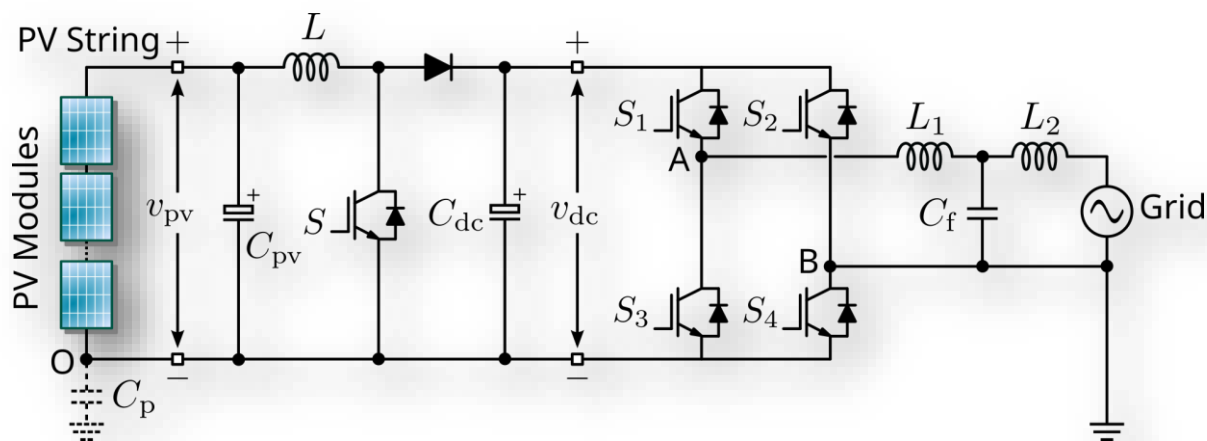 PV String
+
L
+
PV Modules
v_pv
+
C_pv
S
C_dc
+
v_dc
S_1
S_2
A
L_1
L_2
C_f
Grid
B
S_3
S_4
O
−
−
C_p